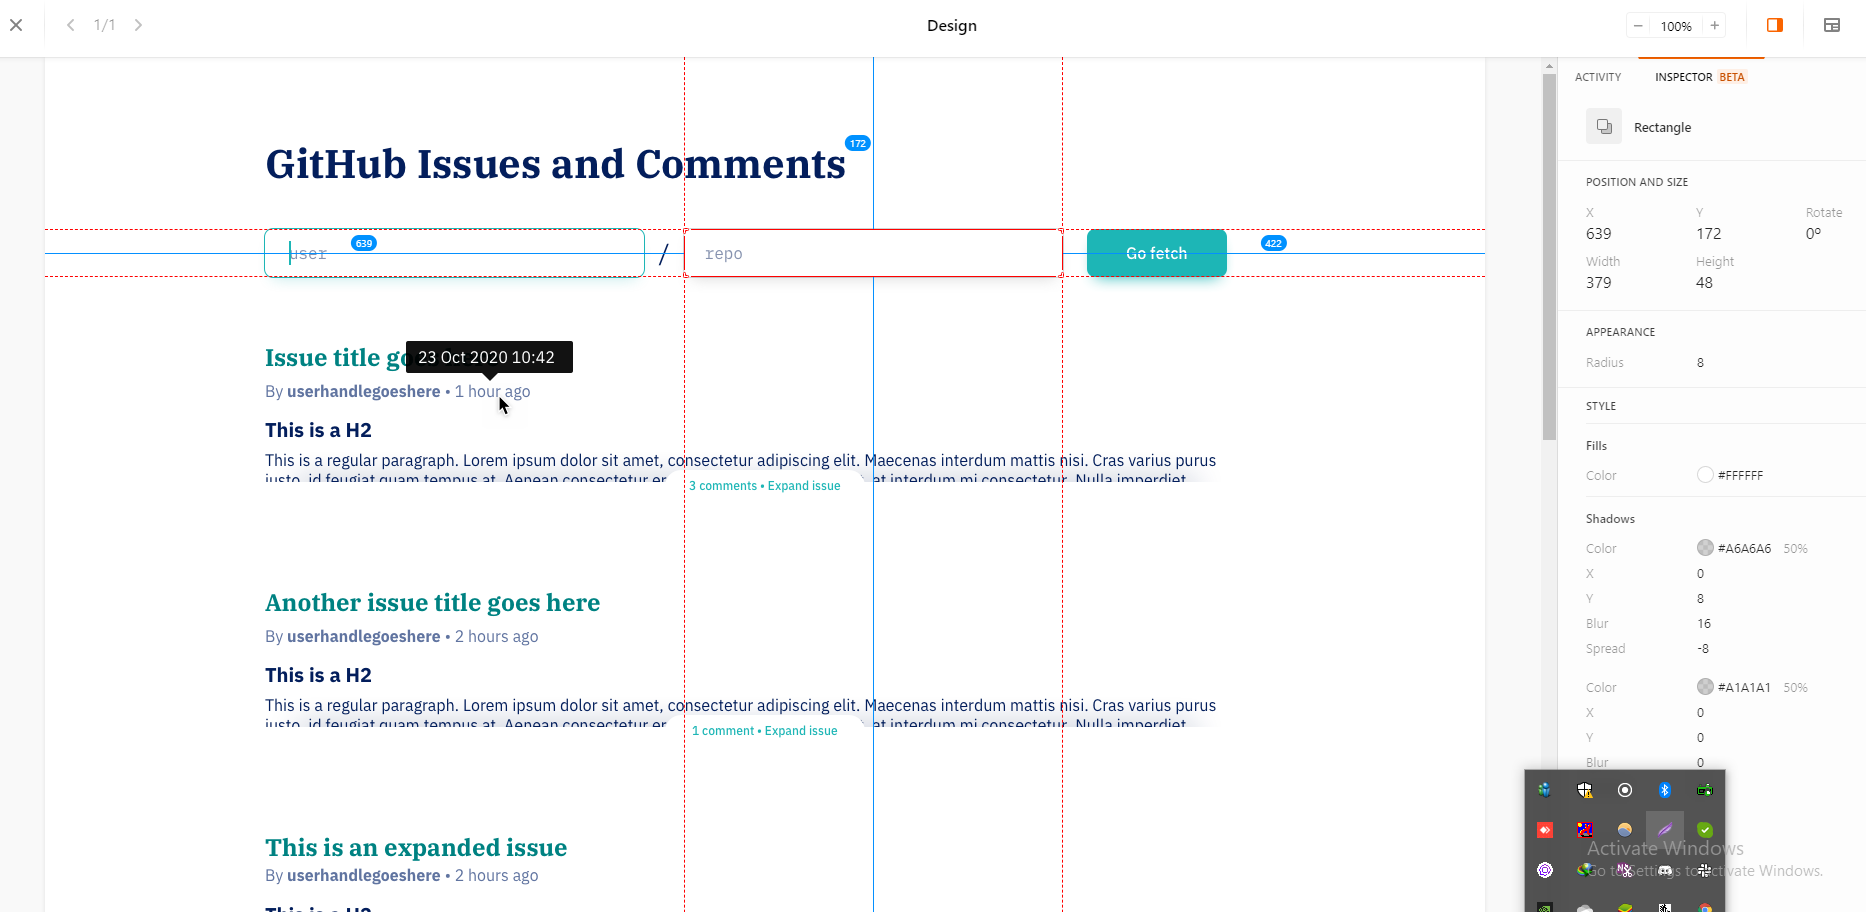 1/1
Design
100%
ACTIVITY
INSPECTOR BETA
Rectangle
POSITION AND SIZE
X
Y
Rotate
639
172
0º
Width
Height
379
48
APPEARANCE
Radius
8
STYLE
Fills
Color
#FFFFFF
Shadows
Color
#A6A6A6 50%
X
0
Y
8
Blur
16
Spread
-8
Color
#A1A1A1 50%
X
0
Y
0
Blur
0
Activate Windows
Go to Settings to activate Windows.
GitHub Issues and Comments
172
user
639
/
repo
Go fetch
422
Issue title go
23 Oct 2020 10:42
By userhandlegoeshere • 1 hour ago
This is a H2
This is a regular paragraph. Lorem ipsum dolor sit amet, consectetur adipiscing elit. Maecenas interdum mattis nisi. Cras varius purus
justo, id feugiat quam tempus at. Aenean consectetur er
et interdum mi consectetur. Nulla imperdiet
3 comments • Expand issue
Another issue title goes here
By userhandlegoeshere • 2 hours ago
This is a H2
This is a regular paragraph. Lorem ipsum dolor sit amet, consectetur adipiscing elit. Maecenas interdum mattis nisi. Cras varius purus
justo, id feugiat quam tempus at. Aenean consectetur er
et interdum mi consectetur. Nulla imperdiet
1 comment • Expand issue
This is an expanded issue
By userhandlegoeshere • 2 hours ago
This is a H2